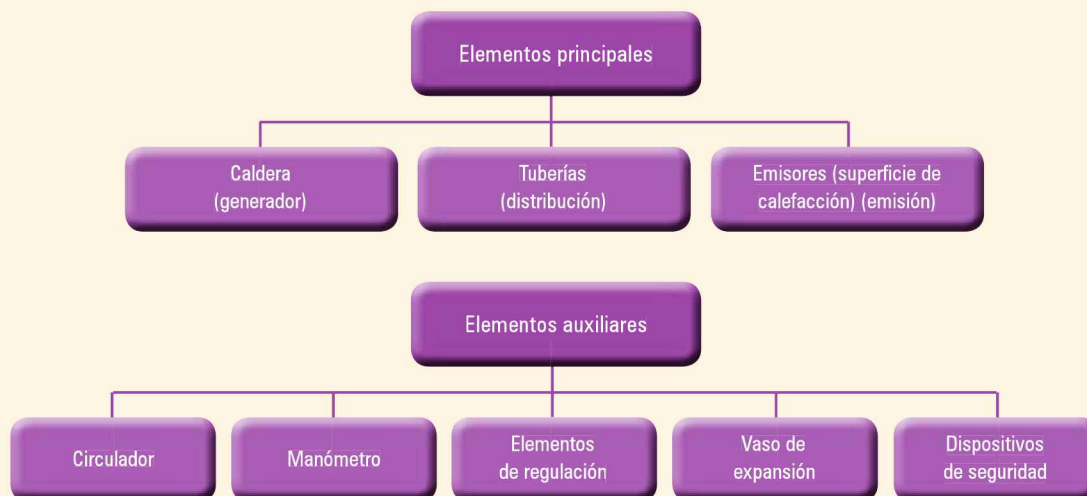 Elementos principales
Caldera
(generador)
Tuberías
(distribución)
Emisores (superficie de
calefacción) (emisión)
Elementos auxiliares
Circulador
Manómetro
Elementos
de regulación
Vaso de
expansión
Dispositivos
de seguridad